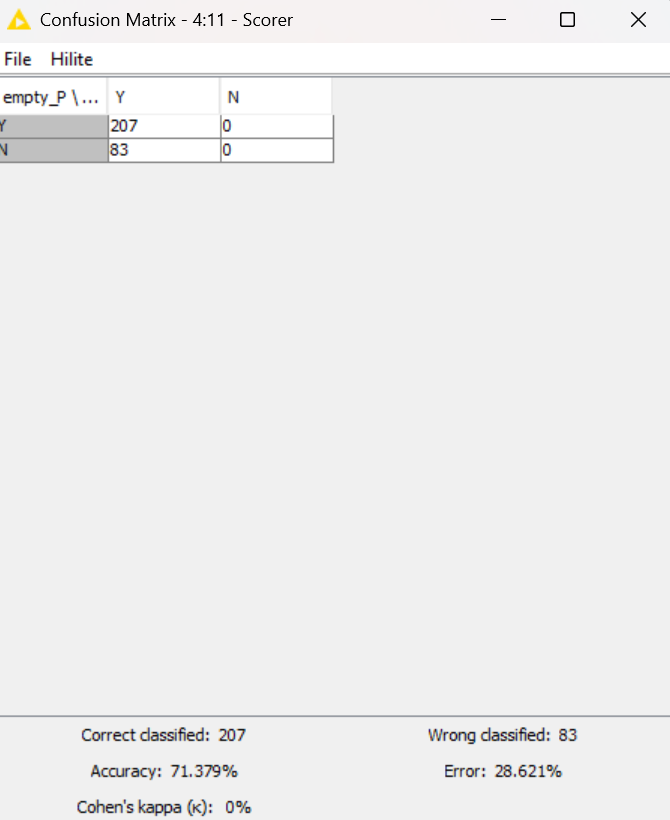 Confusion Matrix - 4:11 - Scorer
File Hilite
empty_P \ ... Y N
Y 207 0
N 83 0
Correct classified: 207 Wrong classified: 83
Accuracy: 71.379% Error: 28.621%
Cohen's kappa (κ): 0%